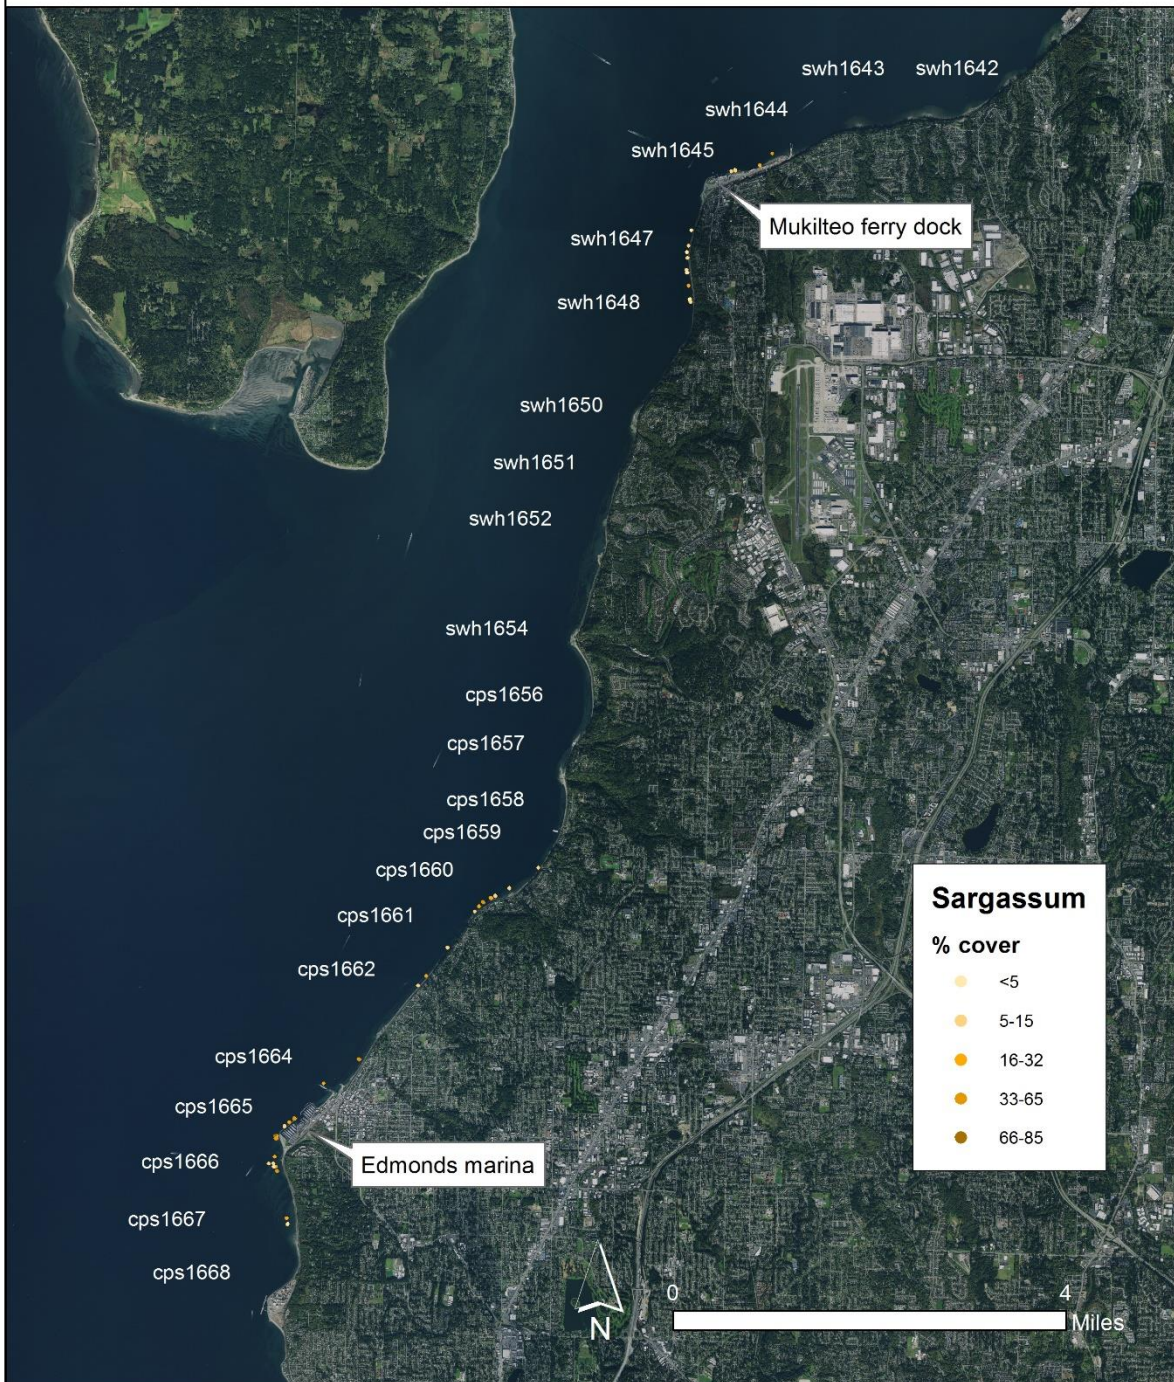 swh1643
swh1642
swh1644
swh1645
Mukilteo ferry dock
swh1647
swh1648
swh1650
swh1651
swh1652
swh1654
cps1656
cps1657
cps1658
cps1659
cps1660
cps1661
cps1662
Sargassum
% cover
<5
5-15
16-32
33-65
66-85
cps1664
cps1665
cps1666
Edmonds marina
cps1667
cps1668
N
0
4
Miles